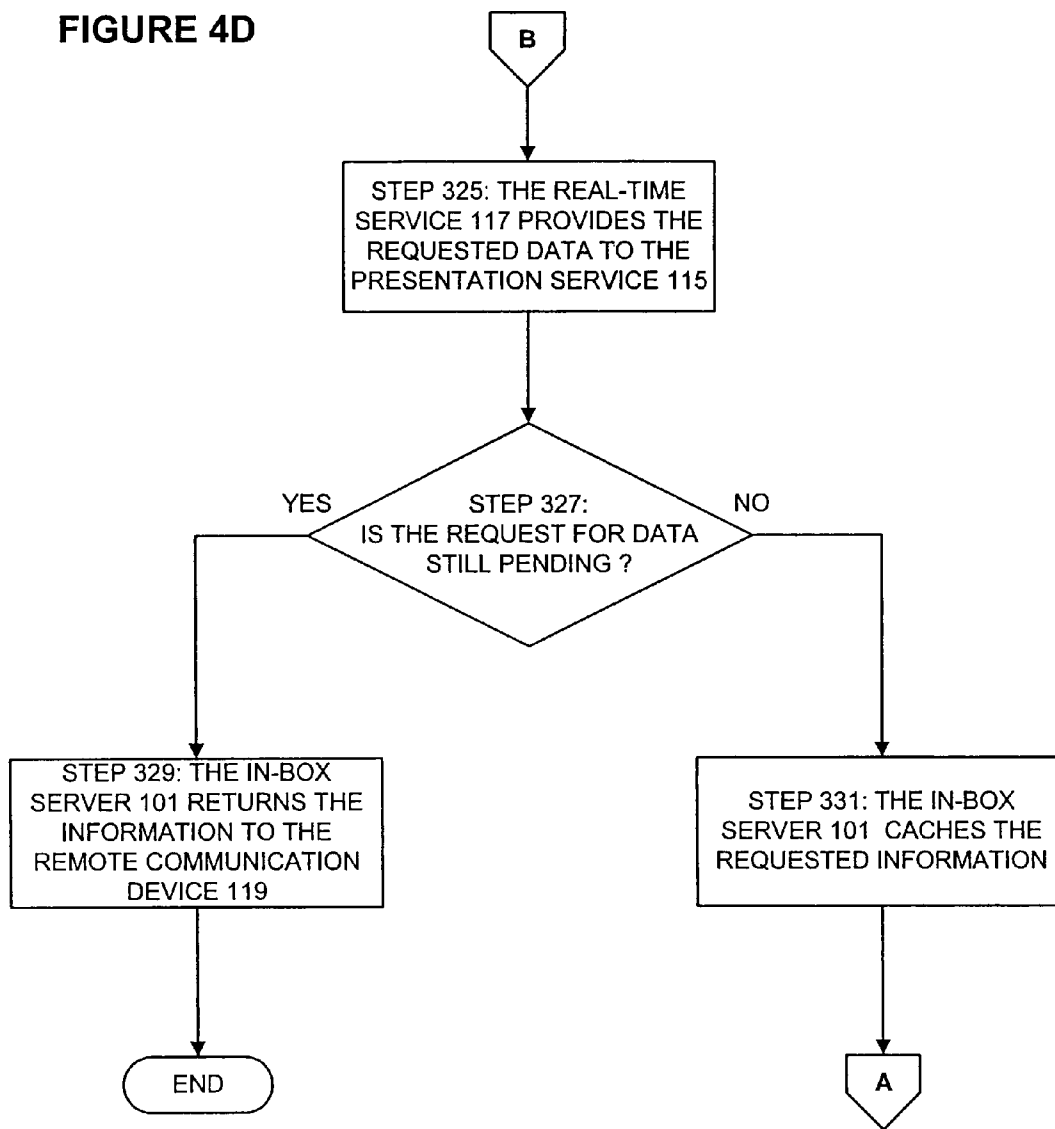 FIGURE 4D
B
STEP 325: THE REAL-TIME
SERVICE 117 PROVIDES THE
REQUESTED DATA TO THE
PRESENTATION SERVICE 115
YES
STEP 327:
IS THE REQUEST FOR DATA
STILL PENDING ?
NO
STEP 329: THE IN-BOX
SERVER 101 RETURNS THE
INFORMATION TO THE
REMOTE COMMUNICATION
DEVICE 119
STEP 331: THE IN-BOX
SERVER 101 CACHES THE
REQUESTED INFORMATION
END
A